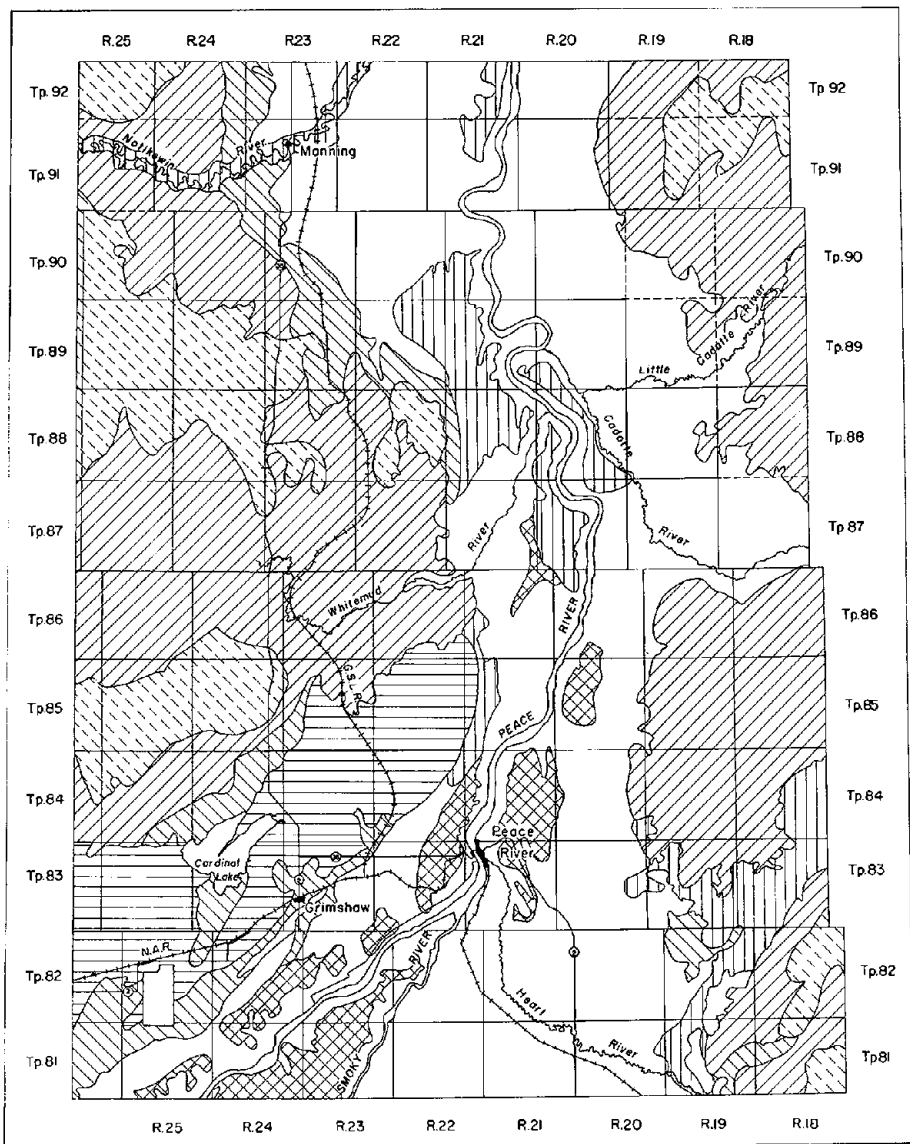 R.25 R.24 R.23 R.22 R.21 R.20 R.19 R.18
Tp. 92 Tp 92
Notikewin River
Manning
Tp. 91 Tp.91
Tp. 90 Tp. 90
Cadotte River
Tp. 89 Tp. 89
Little
Cadotte
Tp. 88 Tp. 88
Tp. 87 Tp. 87
River
River
Whitemud
Tp. 86 Tp. 86
RIVER
G.S.L.R.
Tp. 85 Tp. 85
PEACE
Tp. 84 Tp. 84
Peace
River
Cardinal
Lake
Tp. 83 Tp. 83
Grimshaw
N.A.R.
RIVER
Tp. 82 Tp. 82
Heart
River
Tp. 81 Tp. 81
SMOKY
R.25 R.24 R.23 R.22 R.21 R.20 R.19 R.18